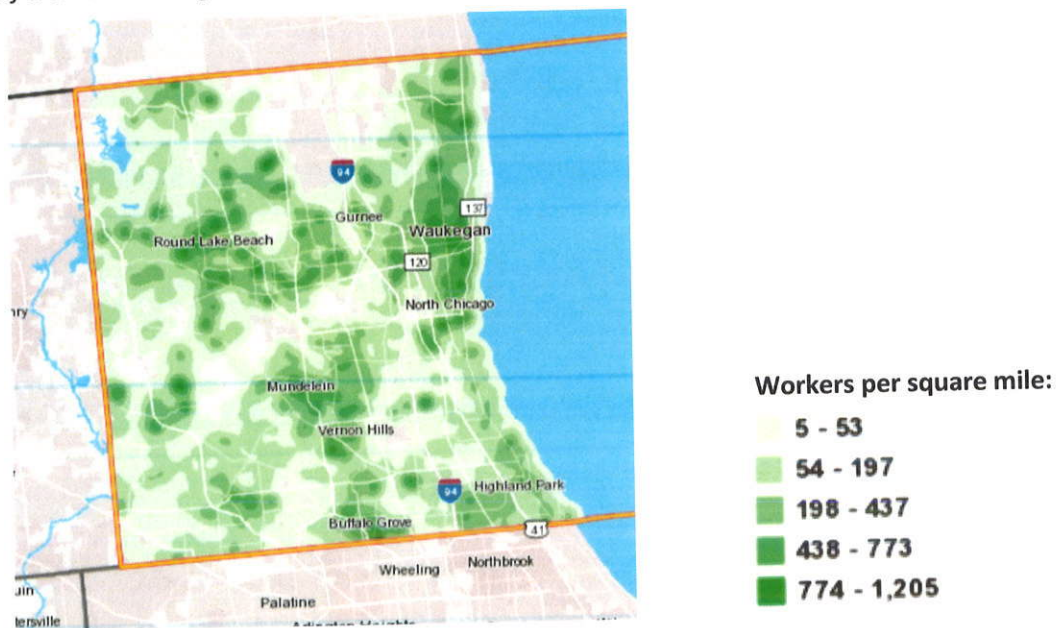 94
Gurnee
137
Waukegan
Round Lake Beach
120
North Chicago
Mundelein
Vernon Hills
94
Highland Park
Buffalo Grove
41
Wheeling
Northbrook
Palatine
Workers per square mile:
5 - 53
54 - 197
198 - 437
438 - 773
774 - 1,205